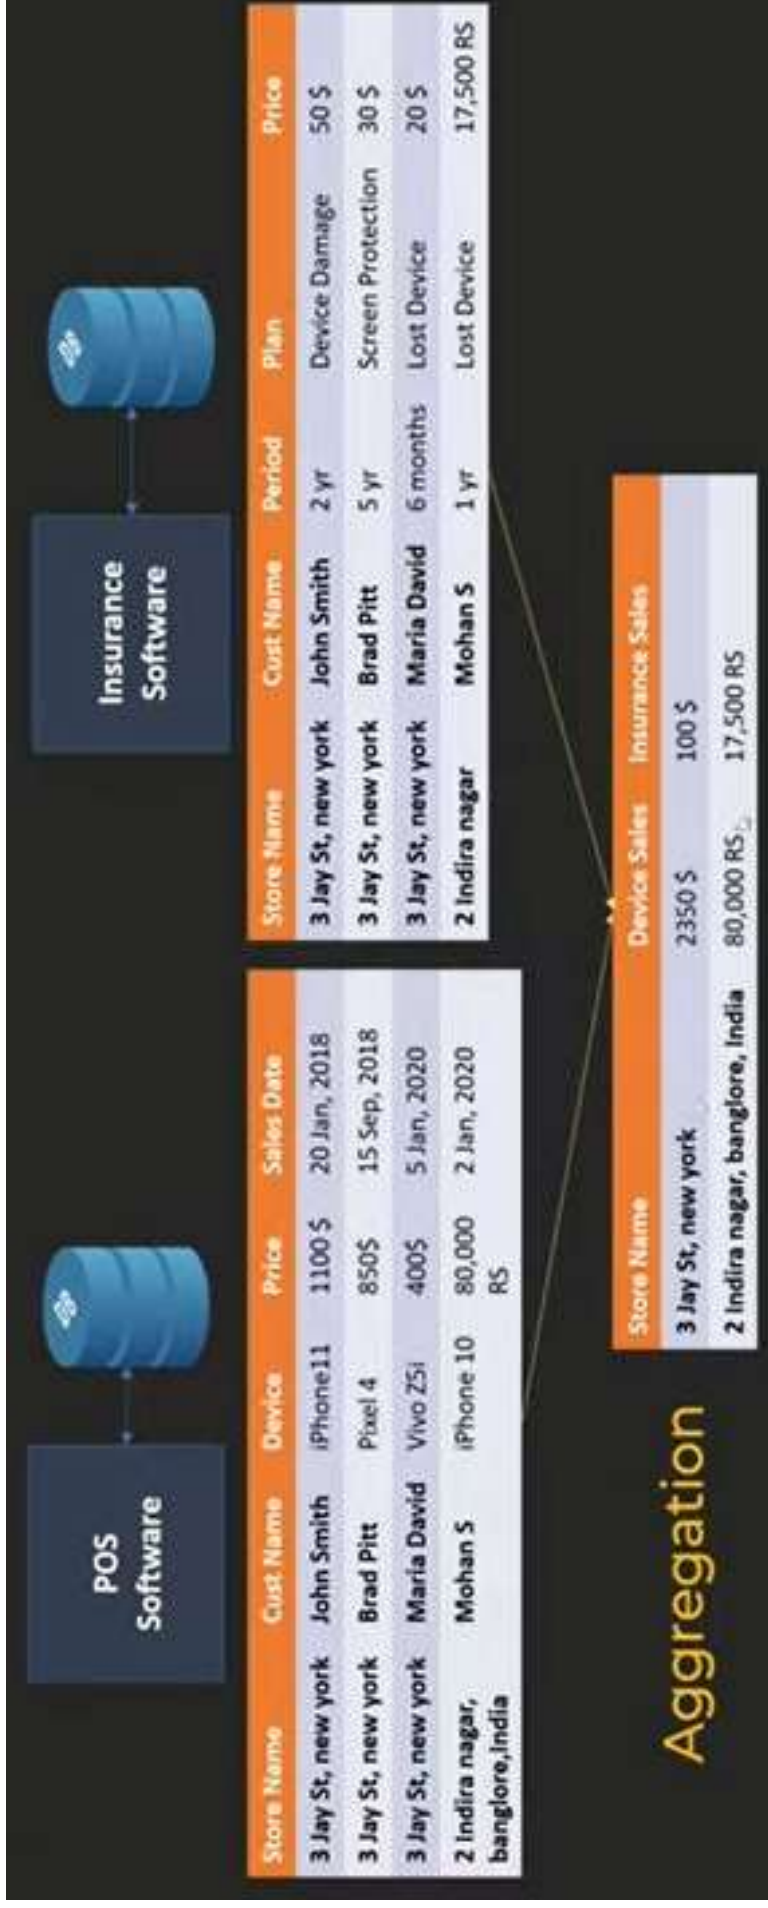 POS
Software
Insurance
Software
Store Name Cust Name Device Price Sales Date
3 Jay St, new york John Smith iPhone11 1100 $ 20 Jan, 2018
3 Jay St, new york Brad Pitt Pixel 4 850$ 15 Sep, 2018
3 Jay St, new york Maria David Vivo Z5i 400$ 5 Jan, 2020
2 Indira nagar, Mohan S iPhone 10 80,000 2 Jan, 2020
banglore,India RS
Store Name Cust Name Period Plan Price
3 Jay St, new york John Smith 2 yr Device Damage 50 $
3 Jay St, new york Brad Pitt 5 yr Screen Protection 30 $
3 Jay St, new york Maria David 6 months Lost Device 20 $
2 Indira nagar Mohan S 1 yr Lost Device 17,500 RS
Aggregation
Store Name Device Sales Insurance Sales
3 Jay St, new york 2350 $ 100 $
2 Indira nagar, banglore, India 80,000 RS 17,500 RS